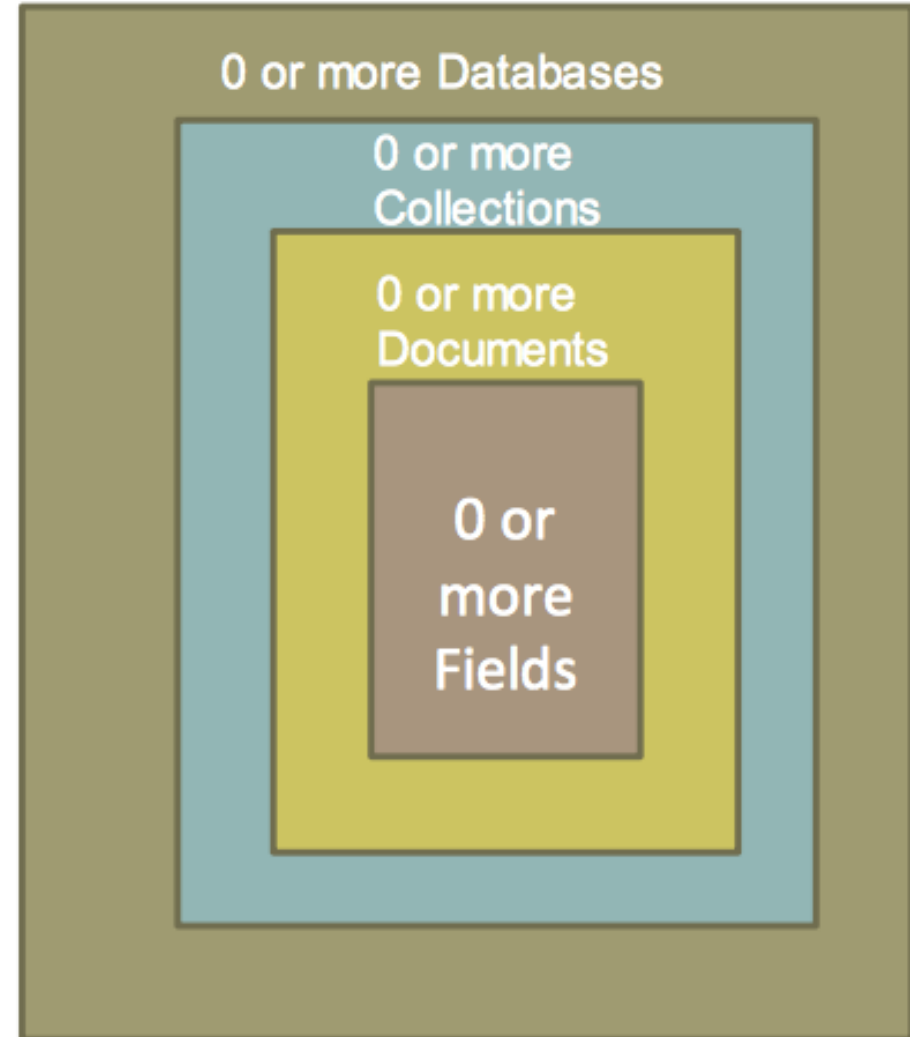 0 or more Databases
0 or more
Collections
0 or more
Documents
0 or
more
Fields